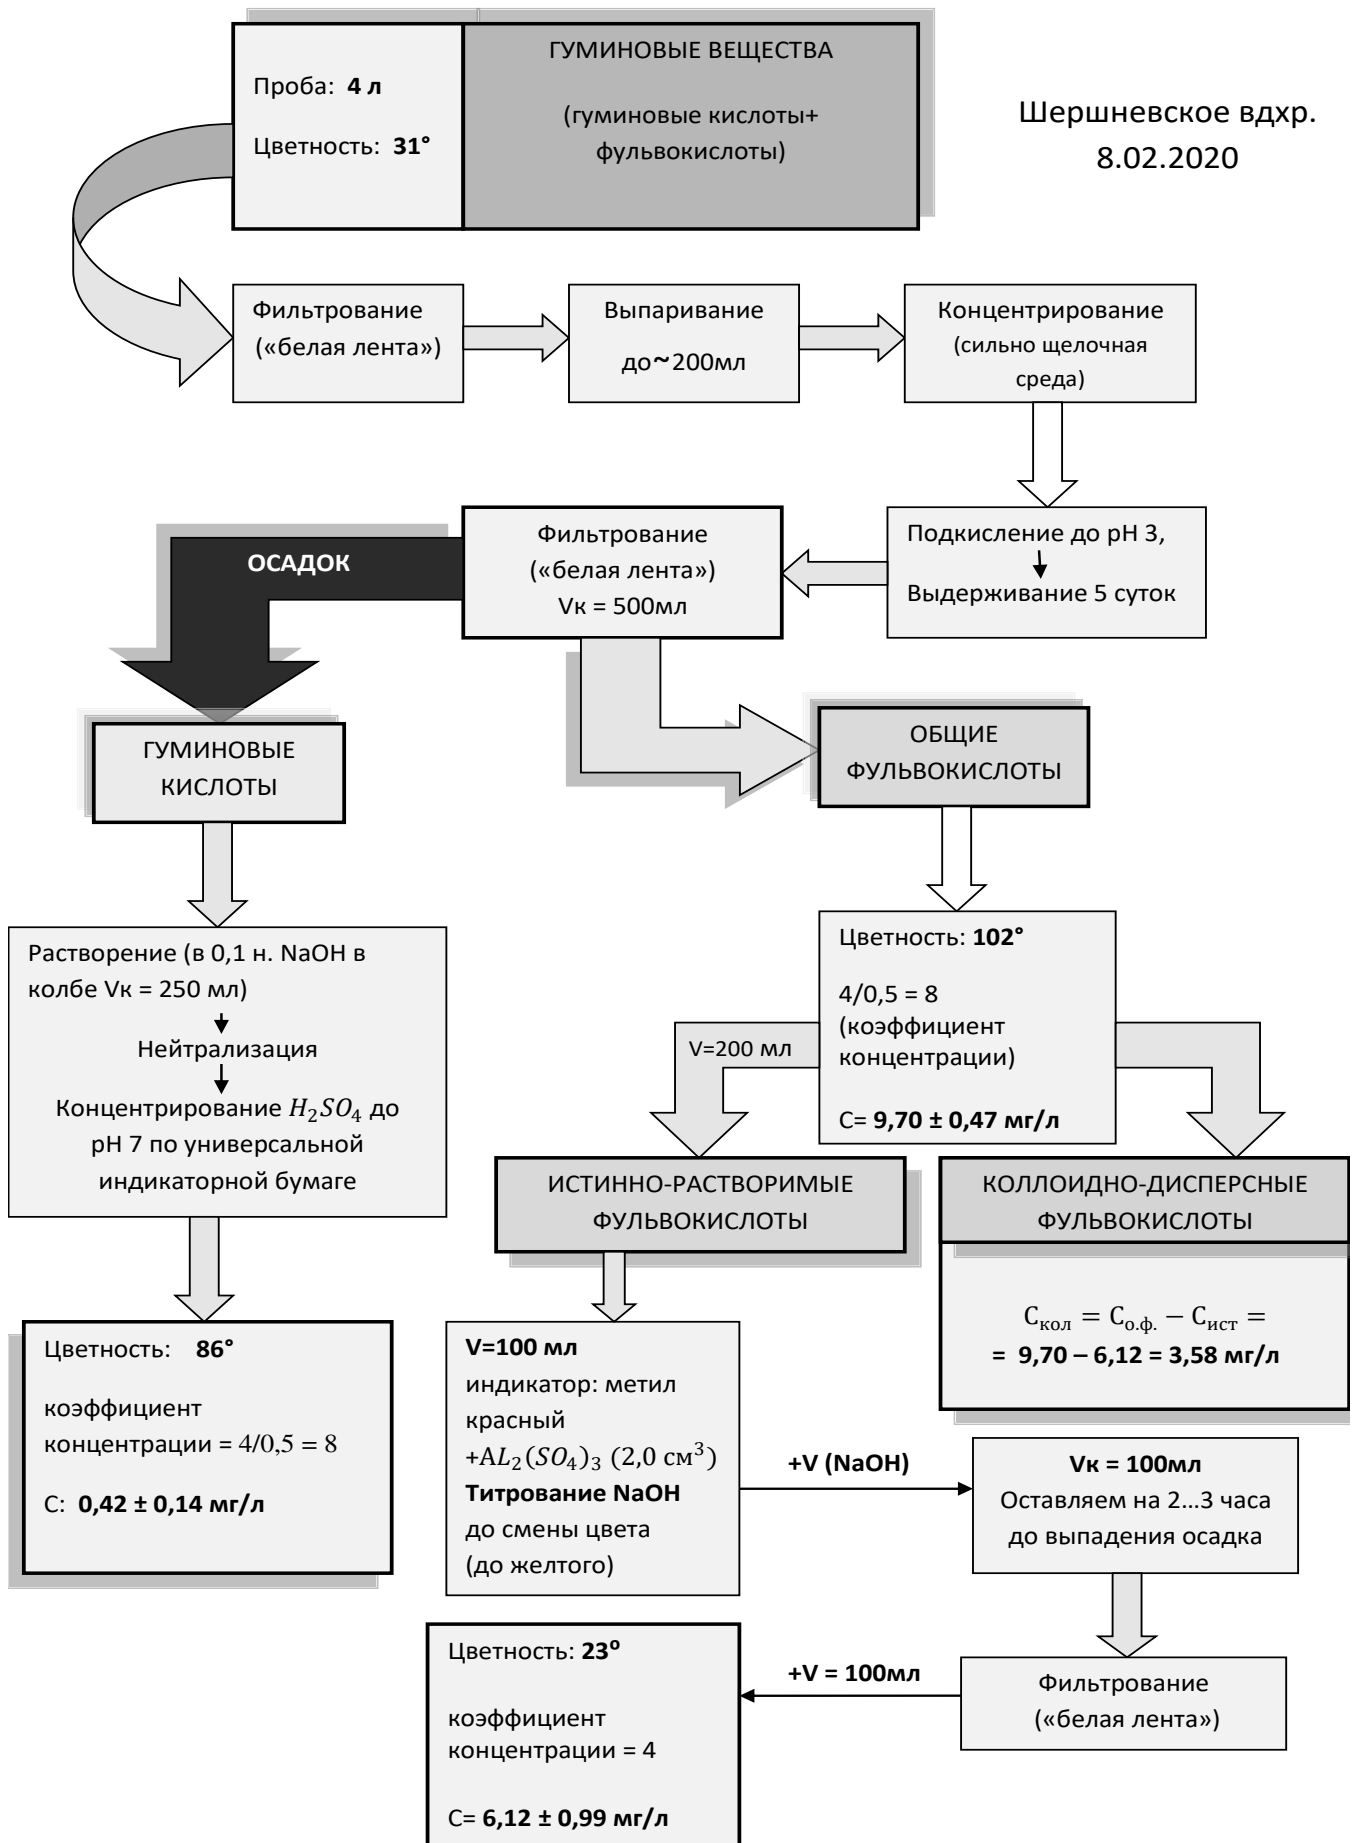 Проба: 4 л
Цветность: 31°
ГУМИНОВЫЕ ВЕЩЕСТВА
(гуминовые кислоты+
фульвокислоты)
Шершневское вдхр.
8.02.2020
Фильтрование
(«белая лента»)
Выпаривание
до~200мл
Концентрирование
(сильно щелочная
среда)
Подкисление до pH 3,
Выдерживание 5 суток
Фильтрование
(«белая лента»)
Vк = 500мл
ОСАДОК
ГУМИНОВЫЕ
КИСЛОТЫ
ОБЩИЕ
ФУЛЬВОКИСЛОТЫ
Растворение (в 0,1 н. NaOH в
колбе Vк = 250 мл)
Нейтрализация
Концентрирование H₂SO₄ до
pH 7 по универсальной
индикаторной бумаге
Цветность: 102°
4/0,5 = 8
(коэффициент
концентрации)
C= 9,70 ± 0,47 мг/л
V=200 мл
ИСТИННО-РАСТВОРИМЫЕ
ФУЛЬВОКИСЛОТЫ
КОЛЛОИДНО-ДИСПЕРСНЫЕ
ФУЛЬВОКИСЛОТЫ
Cкол = Cо.ф. − Cист =
= 9,70 – 6,12 = 3,58 мг/л
Цветность: 86°
коэффициент
концентрации = 4/0,5 = 8
C: 0,42 ± 0,14 мг/л
V=100 мл
индикатор: метил
красный
+AL₂(SO₄)₃ (2,0 см³)
Титрование NaOH
до смены цвета
(до желтого)
+V (NaOH)
Vк = 100мл
Оставляем на 2…3 часа
до выпадения осадка
Фильтрование
(«белая лента»)
+V = 100мл
Цветность: 23⁰
коэффициент
концентрации = 4
C= 6,12 ± 0,99 мг/л